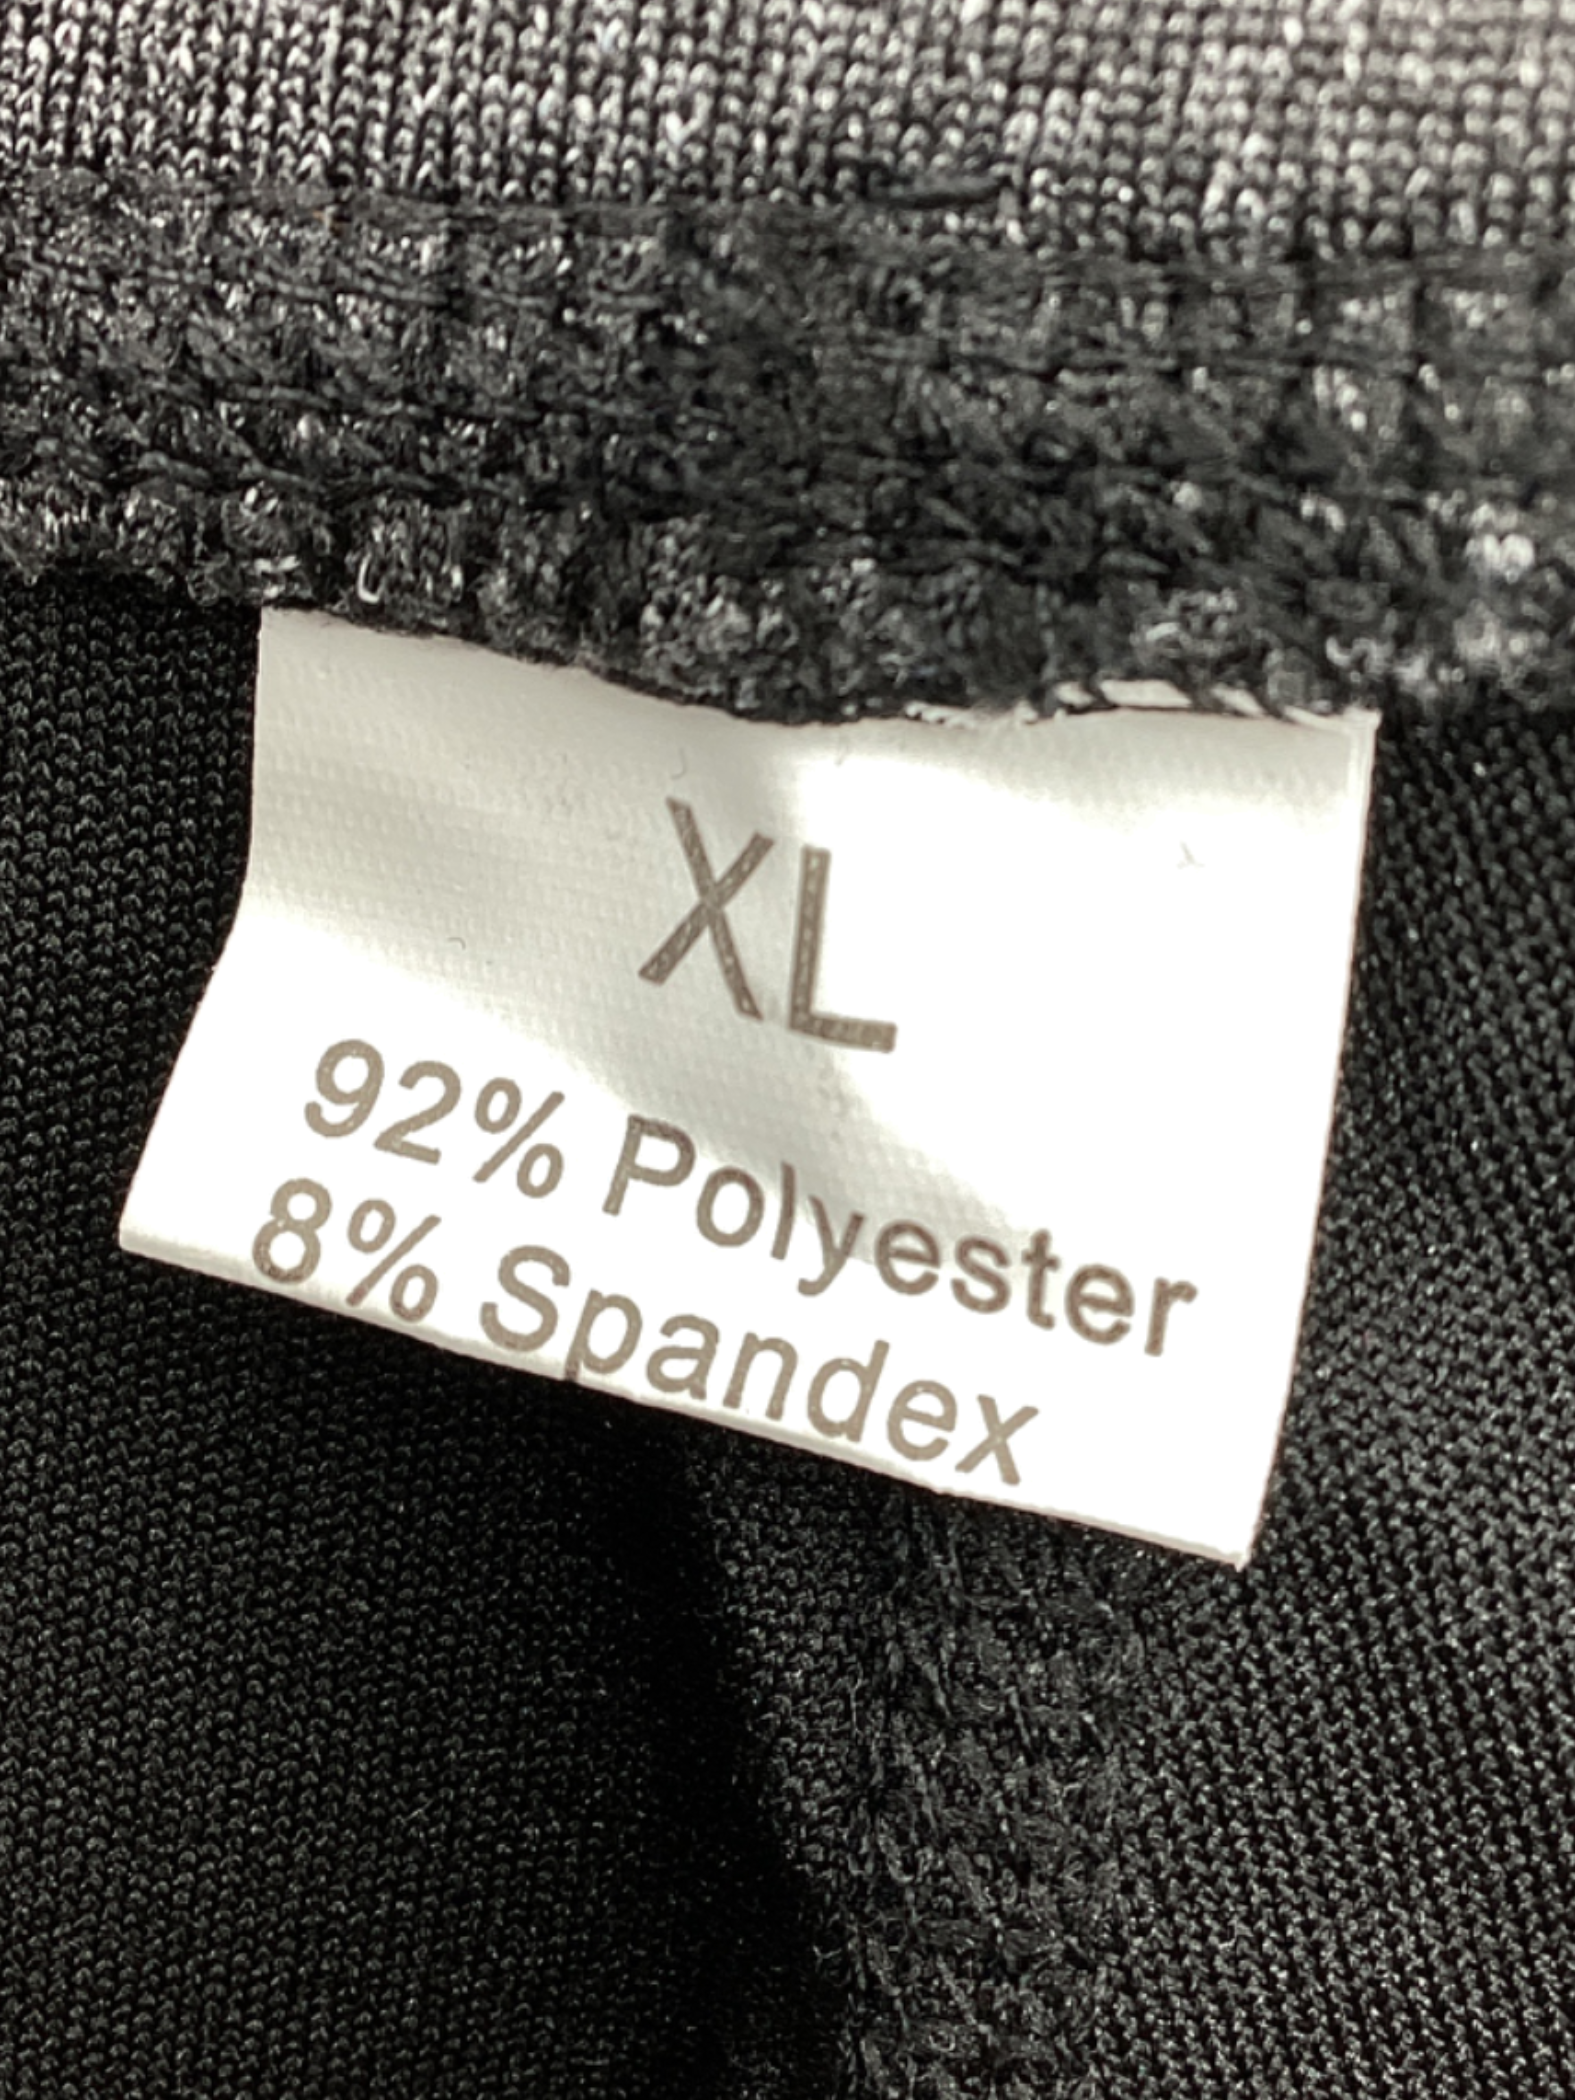 XL
92% Polyester
8% Spandex